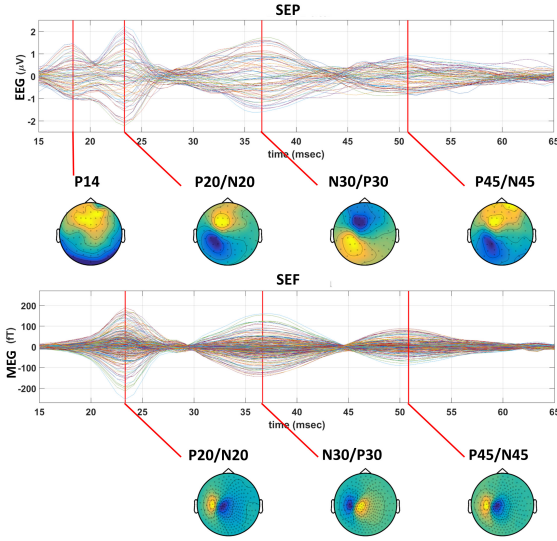 SEP
EEG (μV)
2
1
0
-1
-2
15 20 25 30 35 40 45 50 55 60 65
time (msec)
P14 P20/N20 N30/P30 P45/N45
SEF
MEG (fT)
200
100
0
-100
-200
15 20 25 30 35 40 45 50 55 60 65
time (msec)
P20/N20 N30/P30 P45/N45